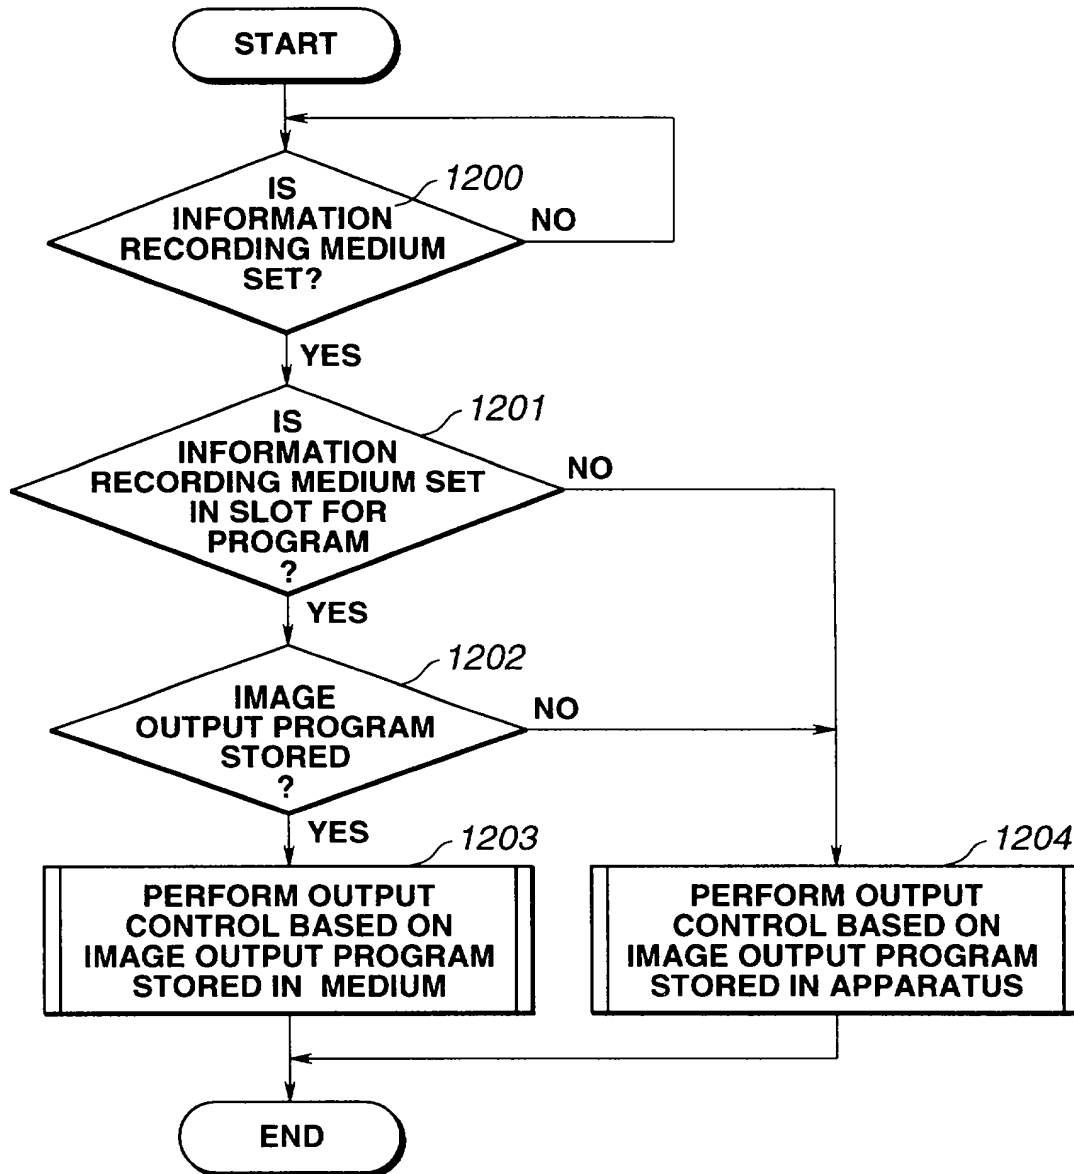 START
1200
IS
INFORMATION
RECORDING MEDIUM
SET?
NO
YES
1201
IS
INFORMATION
RECORDING MEDIUM SET
IN SLOT FOR
PROGRAM
?
NO
YES
1202
IMAGE
OUTPUT PROGRAM
STORED
?
NO
YES
1203
PERFORM OUTPUT
CONTROL BASED ON
IMAGE OUTPUT PROGRAM
STORED IN MEDIUM
1204
PERFORM OUTPUT
CONTROL BASED ON
IMAGE OUTPUT PROGRAM
STORED IN APPARATUS
END